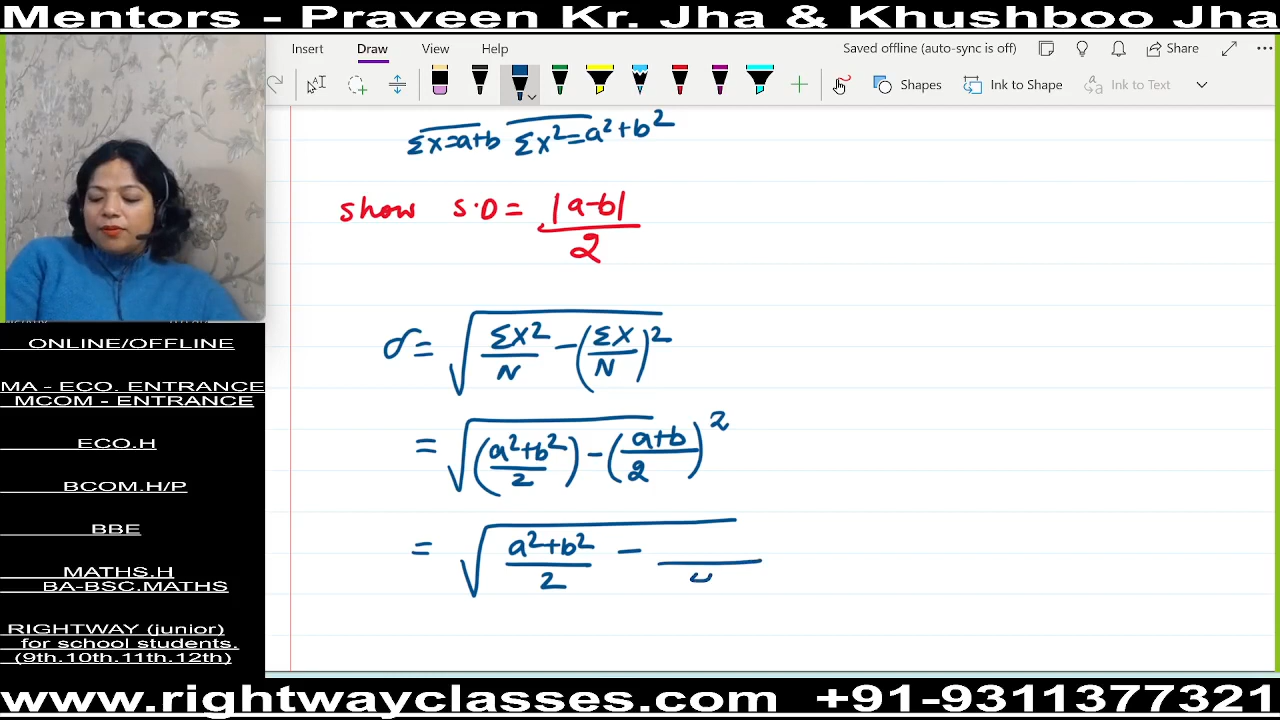 Mentors - Praveen Kr. Jha & Khushboo Jha
Insert Draw View Help Saved offline (auto-sync is off) Share
Shapes Ink to Shape Ink to Text
Σx=a+b Σx²=a²+b²
show S.D = |a-b| / 2
σ = √(ΣX²/N - (ΣX/N)²)
= √((a²+b²/2) - (a+b/2)²)
= √(a²+b²/2 -
ONLINE/OFFLINE
MA - ECO. ENTRANCE
MCOM - ENTRANCE
ECO.H
BCOM.H/P
BBE
MATHS.H
BA-BSC.MATHS
RIGHTWAY (junior)
for school students.
(9th.10th.11th.12th)
www.rightwayclasses.com +91-9311377321